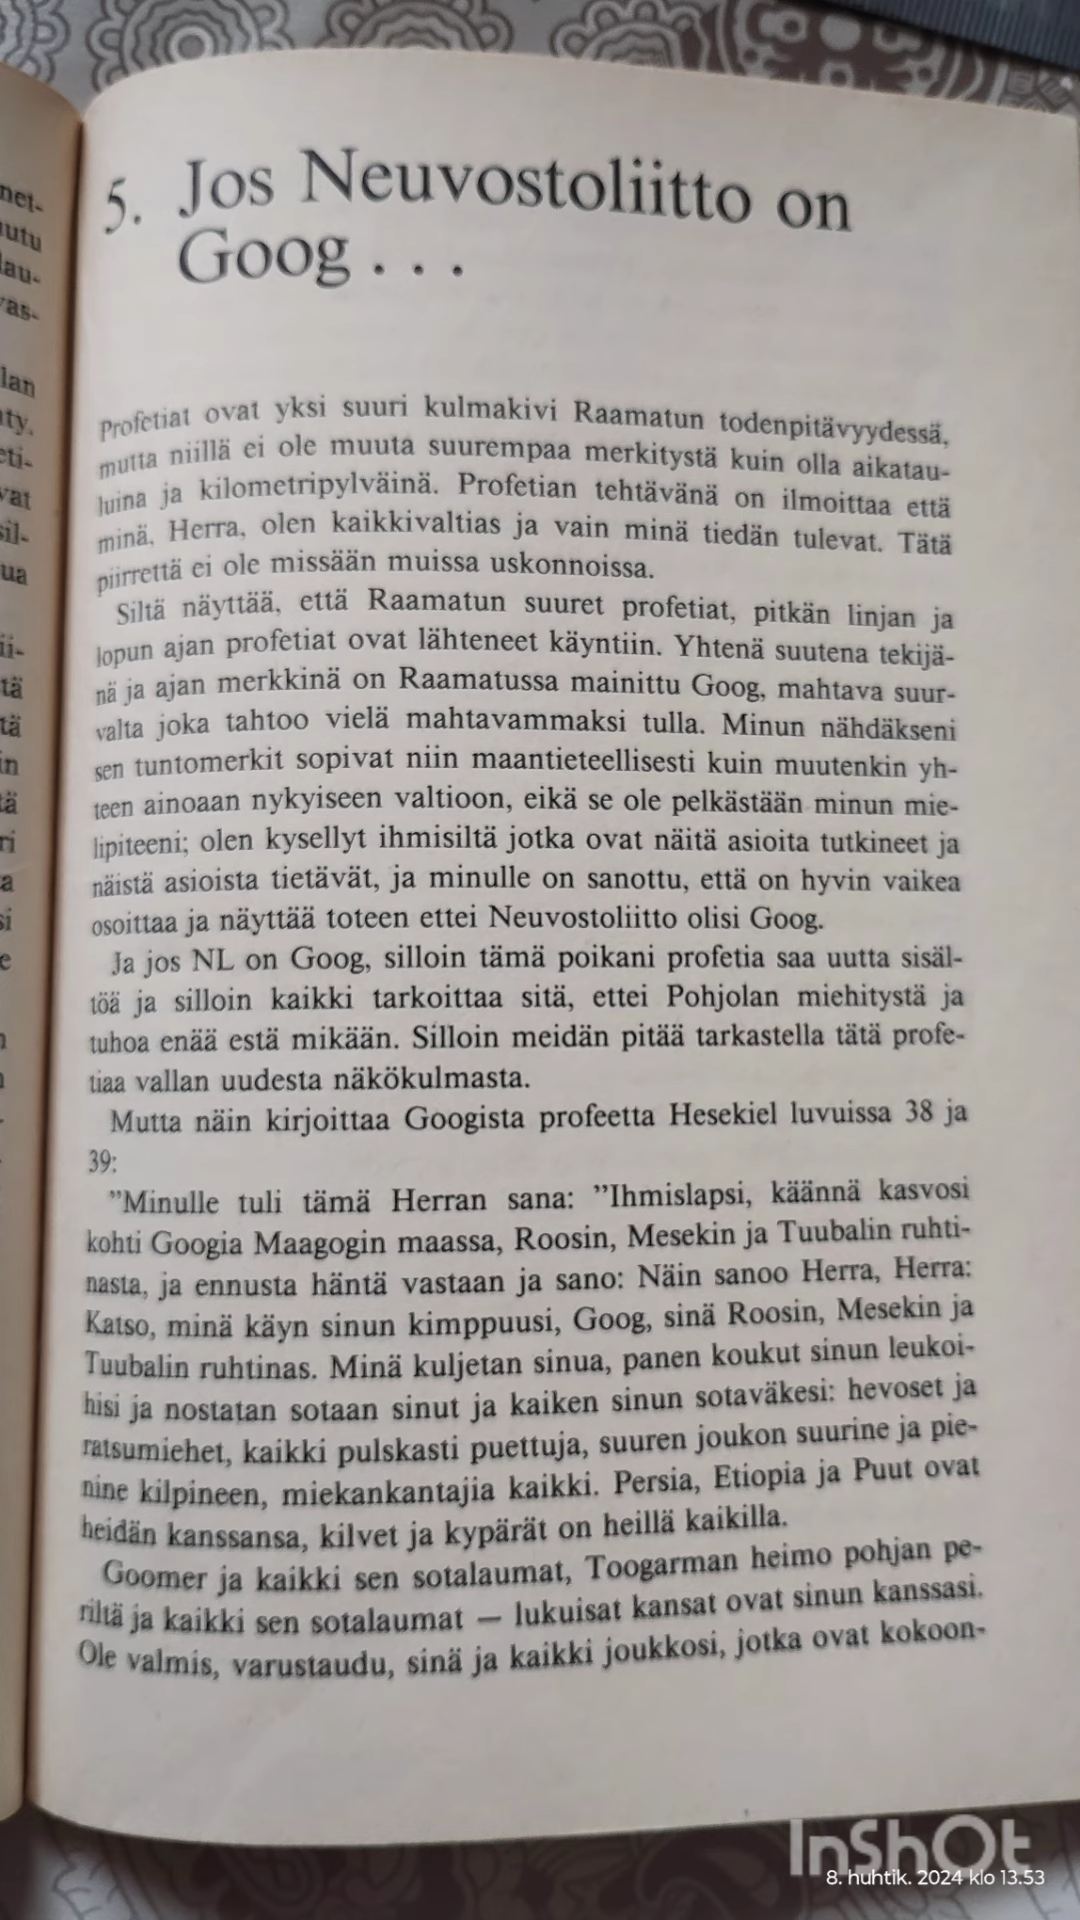 5. Jos Neuvostoliitto on
Goog . . .
Profetiat ovat yksi suuri kulmakivi Raamatun todenpitävyydessä,
mutta niillä ei ole muuta suurempaa merkitystä kuin olla aikatau-
luina ja kilometripylväinä. Profetian tehtävänä on ilmoittaa että
minä, Herra, olen kaikkivaltias ja vain minä tiedän tulevat. Tätä
piirrettä ei ole missään muissa uskonnoissa.
Siltä näyttää, että Raamatun suuret profetiat, pitkän linjan ja
lopun ajan profetiat ovat lähteneet käyntiin. Yhtenä suutena tekijä-
nä ja ajan merkkinä on Raamatussa mainittu Goog, mahtava suur-
valta joka tahtoo vielä mahtavammaksi tulla. Minun nähdäkseni
sen tuntomerkit sopivat niin maantieteellisesti kuin muutenkin yh-
teen ainoaan nykyiseen valtioon, eikä se ole pelkästään minun mie-
lipiteeni; olen kysellyt ihmisiltä jotka ovat näitä asioita tutkineet ja
näistä asioista tietävät, ja minulle on sanottu, että on hyvin vaikea
osoittaa ja näyttää toteen ettei Neuvostoliitto olisi Goog.
Ja jos NL on Goog, silloin tämä poikani profetia saa uutta sisäl-
töä ja silloin kaikki tarkoittaa sitä, ettei Pohjolan miehitystä ja
tuhoa enää estä mikään. Silloin meidän pitää tarkastella tätä profe-
tiaa vallan uudesta näkökulmasta.
Mutta näin kirjoittaa Googista profeetta Hesekiel luvuissa 38 ja
39:
”Minulle tuli tämä Herran sana: ”Ihmislapsi, käännä kasvosi
kohti Googia Maagogin maassa, Roosin, Mesekin ja Tuubalin ruhti-
nasta, ja ennusta häntä vastaan ja sano: Näin sanoo Herra, Herra:
Katso, minä käyn sinun kimppuusi, Goog, sinä Roosin, Mesekin ja
Tuubalin ruhtinas. Minä kuljetan sinua, panen koukut sinun leukoi-
hisi ja nostatan sotaan sinut ja kaiken sinun sotaväkesi: hevoset ja
ratsumiehet, kaikki pulskasti puettuja, suuren joukon suurine ja pie-
nine kilpineen, miekankantajia kaikki. Persia, Etiopia ja Puut ovat
heidän kanssansa, kilvet ja kypärät on heillä kaikilla.
Goomer ja kaikki sen sotalaumat, Toogarman heimo pohjan pe-
riltä ja kaikki sen sotalaumat — lukuisat kansat ovat sinun kanssasi.
Ole valmis, varustaudu, sinä ja kaikki joukkosi, jotka ovat kokoon-
InShOt
8. huhtik. 2024 klo 13.53